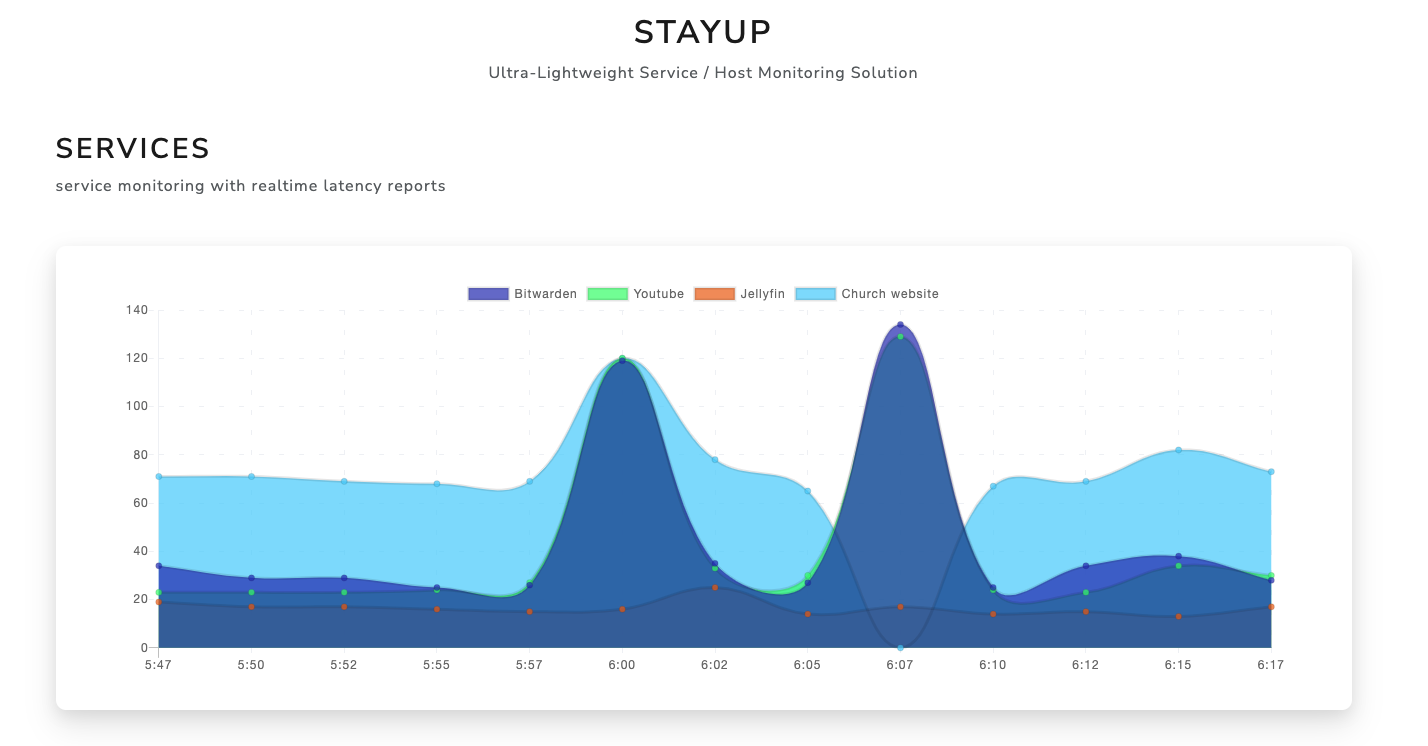 STAYUP
Ultra-Lightweight Service / Host Monitoring Solution
SERVICES
service monitoring with realtime latency reports
Bitwarden Youtube Jellyfin Church website
140
120
100
80
60
40
20
0
5:47 5:50 5:52 5:55 5:57 6:00 6:02 6:05 6:07 6:10 6:12 6:15 6:17